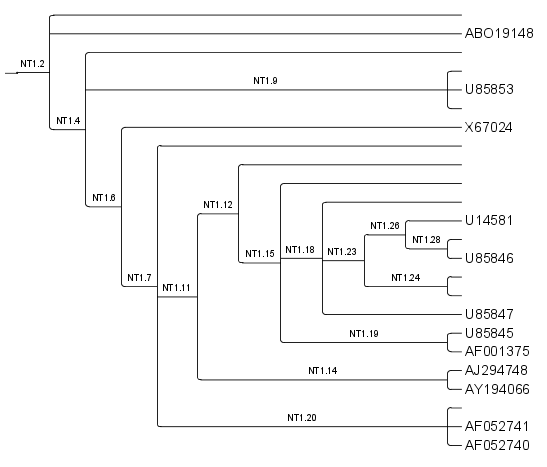 ABO19148
NT1.2
NT1.9
U85853
NT1.4
X67024
NT1.6
NT1.12
U14581
NT1.26
NT1.28
NT1.15
NT1.18
NT1.23
U85846
NT1.7
NT1.11
NT1.24
U85847
NT1.19
U85845
AF001375
NT1.14
AJ294748
AY194066
NT1.20
AF052741
AF052740